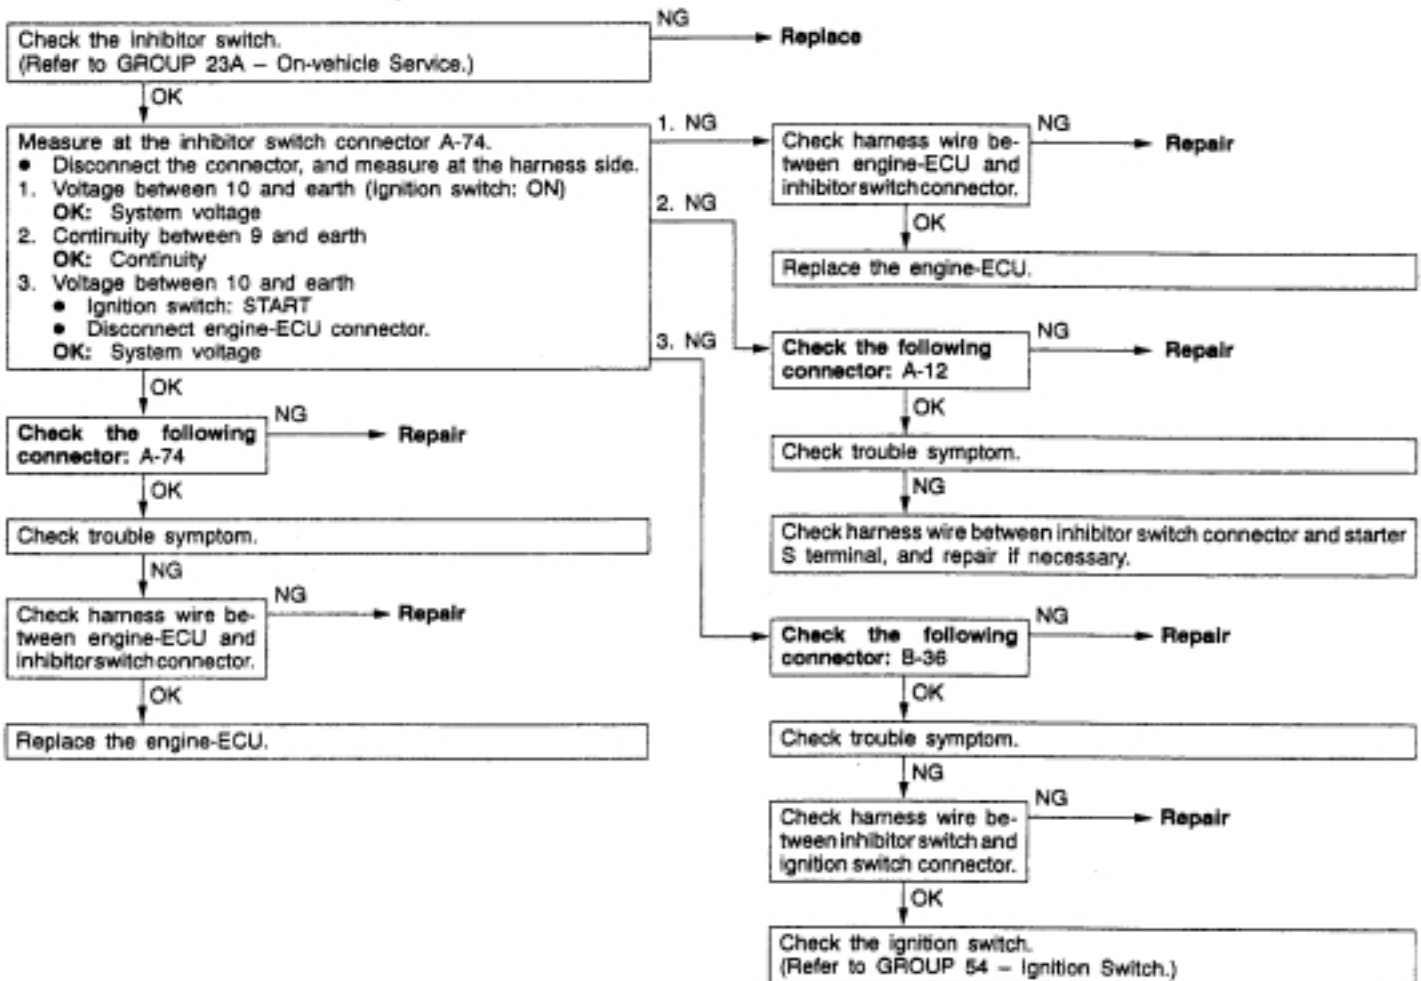 Check the inhibitor switch.
(Refer to GROUP 23A – On-vehicle Service.)
NG
Replace
OK
Measure at the inhibitor switch connector A-74.
● Disconnect the connector, and measure at the harness side.
1. Voltage between 10 and earth (Ignition switch: ON)
OK: System voltage
2. Continuity between 9 and earth
OK: Continuity
3. Voltage between 10 and earth
● Ignition switch: START
● Disconnect engine-ECU connector.
OK: System voltage
OK
Check the following
connector: A-74
NG
Repair
OK
Check trouble symptom.
NG
Check harness wire be-
tween engine-ECU and
inhibitor switch connector.
NG
Repair
OK
Replace the engine-ECU.
1. NG
Check harness wire be-
tween engine-ECU and
inhibitor switch connector.
NG
Repair
OK
Replace the engine-ECU.
2. NG
Check the following
connector: A-12
NG
Repair
OK
Check trouble symptom.
NG
Check harness wire between inhibitor switch connector and starter
S terminal, and repair if necessary.
3. NG
Check the following
connector: B-36
NG
Repair
OK
Check trouble symptom.
NG
Check harness wire be-
tween inhibitor switch and
ignition switch connector.
NG
Repair
OK
Check the ignition switch.
(Refer to GROUP 54 – Ignition Switch.)